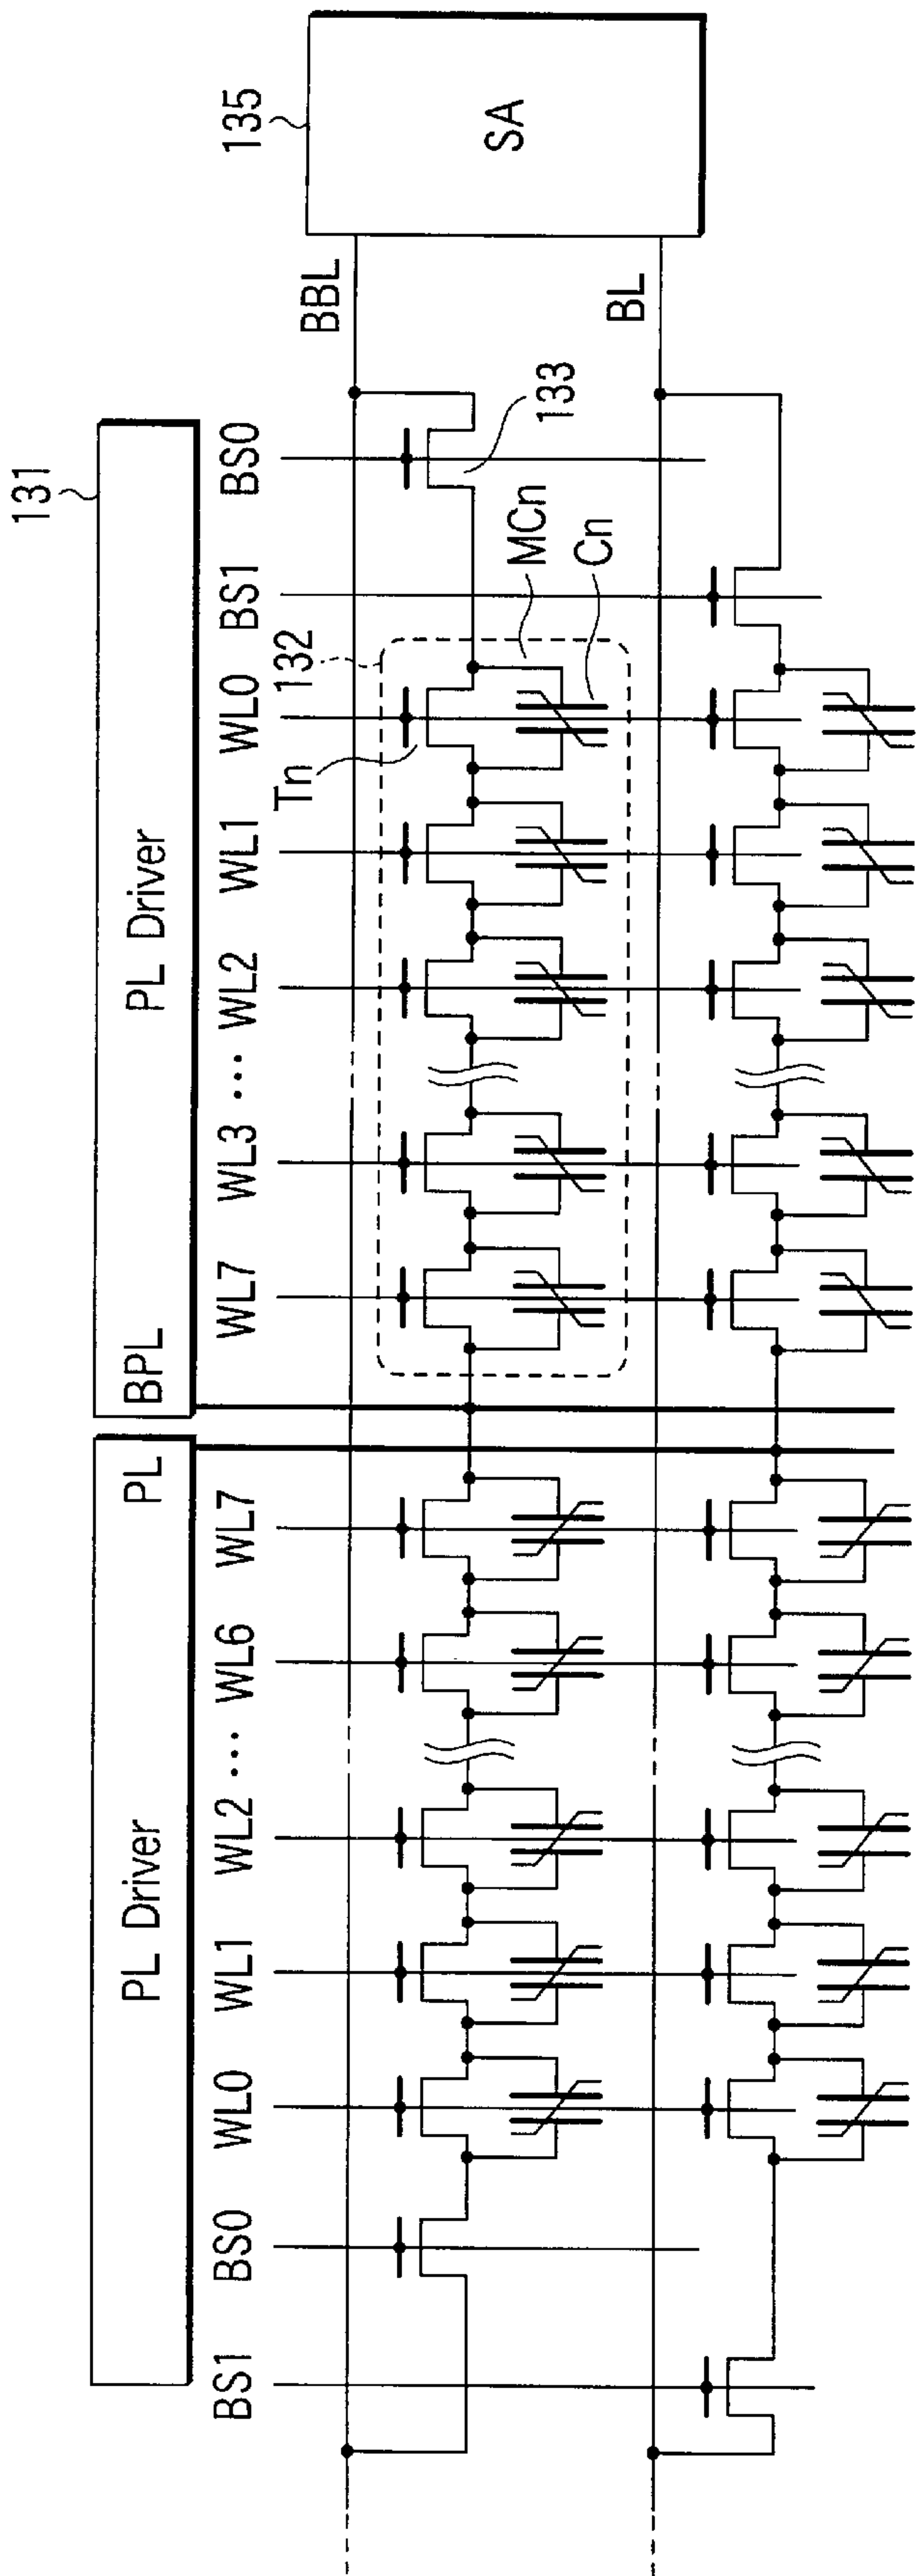 131
135
PL Driver PL
BPL PL Driver
BS1 BS0 WL0 WL1 WL2 ... WL6 WL7
WL7 WL3 ... WL2 WL1 WL0 BS1 BS0
132
Tn
MCn
Cn
133
BBL
BL
SA